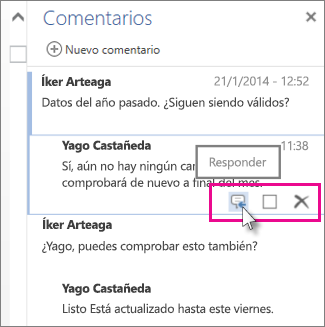 Comentarios
Nuevo comentario
Íker Arteaga 21/1/2014 - 12:52
Datos del año pasado. ¿Siguen siendo válidos?
Yago Castañeda 11:38
Responder
Sí, aún no hay ningún
comprobará de nuevo a final del mes.
Íker Arteaga
¿Yago, puedes comprobar esto también?
Yago Castañeda
Listo Está actualizado hasta este viernes.